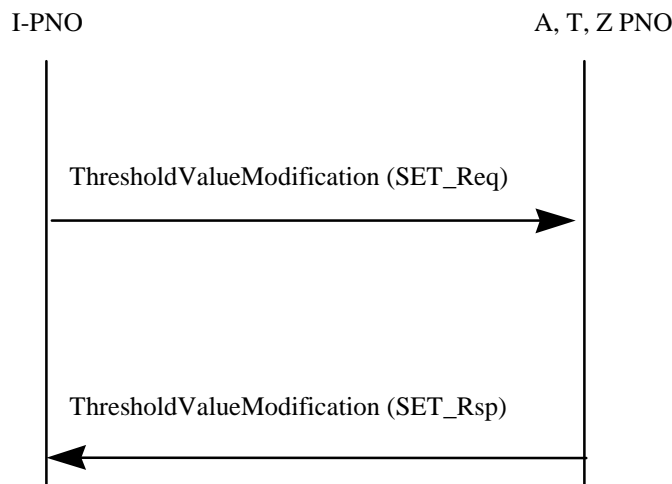 I-PNO
A, T, Z PNO
ThresholdValueModification (SET_Req)
ThresholdValueModification (SET_Rsp)